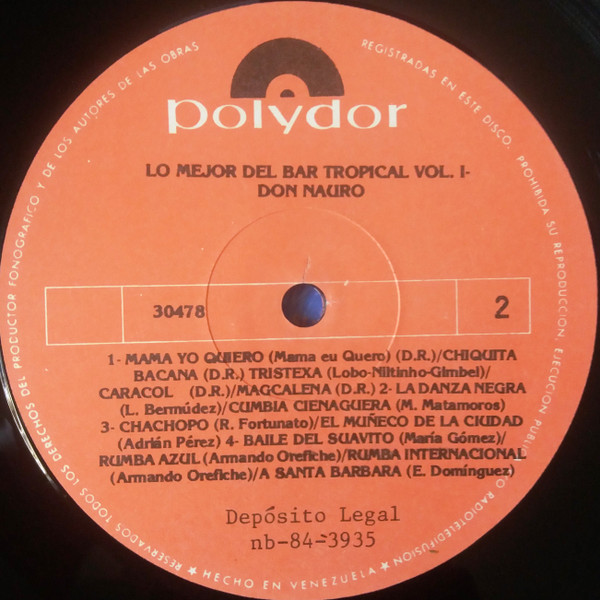 polydor
LO MEJOR DEL BAR TROPICAL VOL. I-
DON NAURO
30478
2
1- MAMA YO QUIERO (Mama eu Quero) (D.R.)/CHIQUITA
BACANA (D.R.) TRISTEXA (Lobo-Niltinho-Gimbel)/
CARACOL (D.R.)/MAGCALENA (D.R.) 2- LA DANZA NEGRA
(L. Bermúdez)/CUMBIA CIENAGUERA (M. Matamoros)
3- CHACHOPO (R. Fortunato)/EL MUÑECO DE LA CIUDAD
(Adrián Pérez) 4- BAILE DEL SUAVITO (María Gómez)/
RUMBA AZUL (Armando Orefiche)/RUMBA INTERNACIONAL
(Armando Orefiche)/A SANTA BARBARA (E. Domínguez)
Depósito Legal
nb-84-3935
RESERVADOS TODOS LOS DERECHOS DEL PRODUCTOR FONOGRAFICO Y DE LOS AUTORES DE LAS OBRAS
REGISTRADAS EN ESTE DISCO. PROHIBIDA SU REPRODUCCION, EJECUCION PUBLICA Y/O RADIOTELEDIFUSION
★ HECHO EN VENEZUELA ★